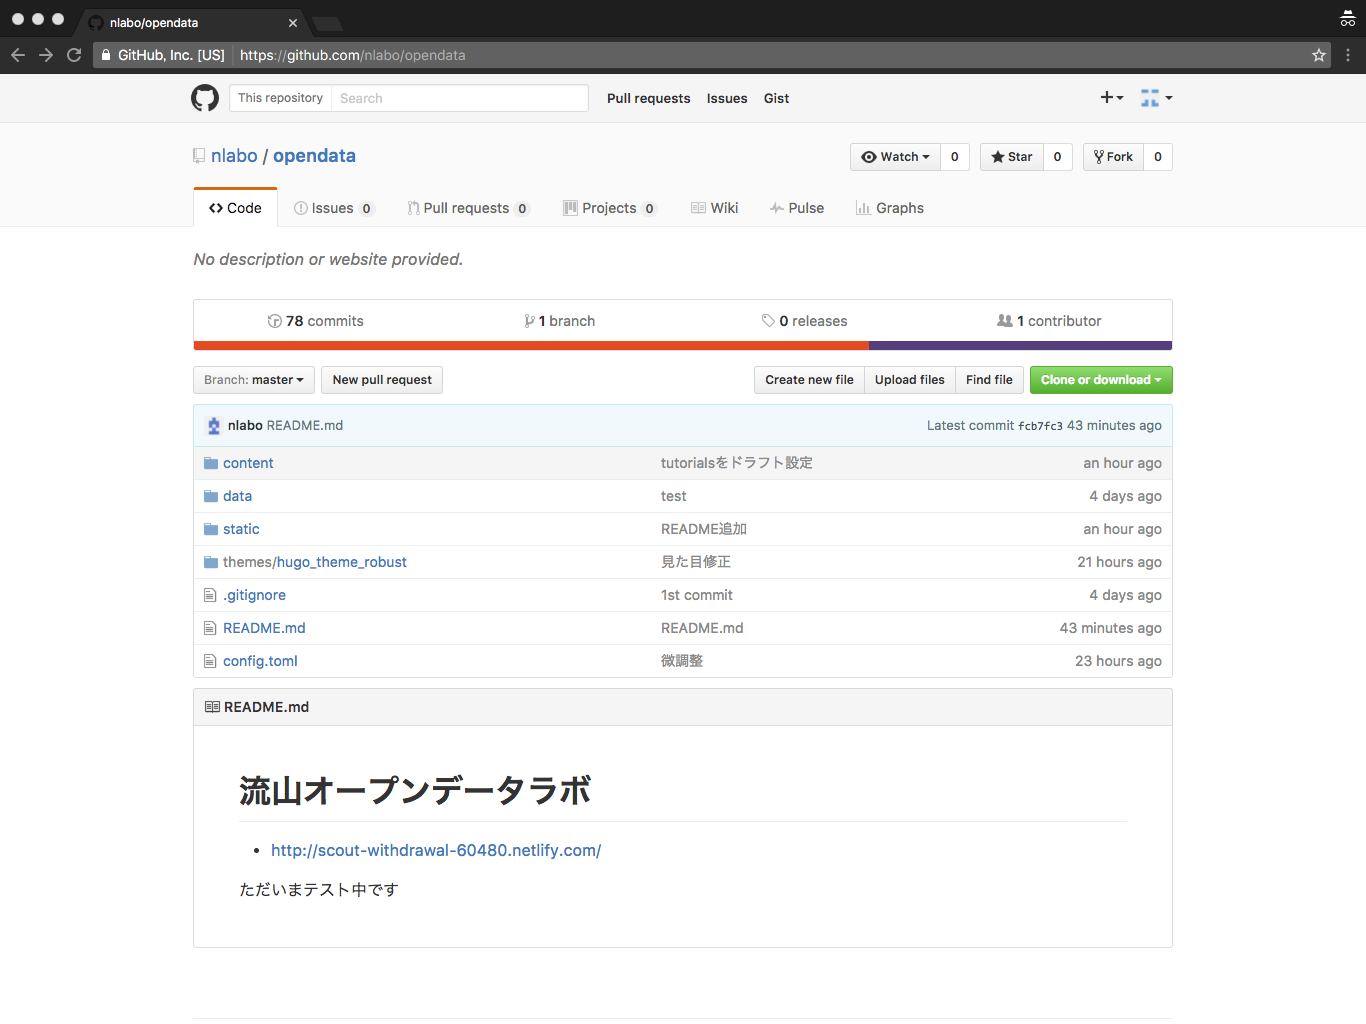 nlabo/opendata
GitHub, Inc. [US] https://github.com/nlabo/opendata
This repository Search Pull requests Issues Gist
nlabo / opendata Watch 0 Star 0 Fork 0
Code Issues 0 Pull requests 0 Projects 0 Wiki Pulse Graphs
No description or website provided.
78 commits 1 branch 0 releases 1 contributor
Branch: master New pull request Create new file Upload files Find file Clone or download
nlabo README.md Latest commit fcb7fc3 43 minutes ago
content tutorialsをドラフト設定 an hour ago
data test 4 days ago
static README追加 an hour ago
themes/hugo_theme_robust 見た目修正 21 hours ago
.gitignore 1st commit 4 days ago
README.md README.md 43 minutes ago
config.toml 微調整 23 hours ago
README.md
流山オープンデータラボ
• http://scout-withdrawal-60480.netlify.com/
ただいまテスト中です